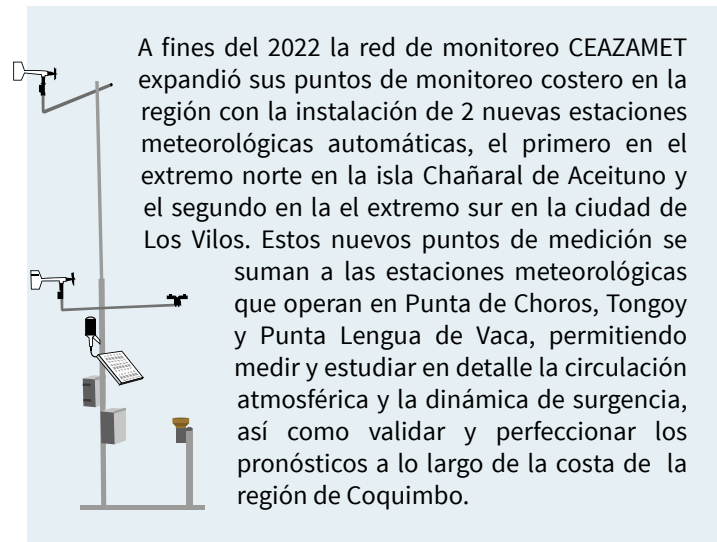 A fines del 2022 la red de monitoreo CEAZAMET
expandió sus puntos de monitoreo costero en la
región con la instalación de 2 nuevas estaciones
meteorológicas automáticas, el primero en el
extremo norte en la isla Chañaral de Aceituno y
el segundo en la el extremo sur en la ciudad de
Los Vilos. Estos nuevos puntos de medición se
suman a las estaciones meteorológicas
que operan en Punta de Choros, Tongoy
y Punta Lengua de Vaca, permitiendo
medir y estudiar en detalle la circulación
atmosférica y la dinámica de surgencia,
así como validar y perfeccionar los
pronósticos a lo largo de la costa de la
región de Coquimbo.